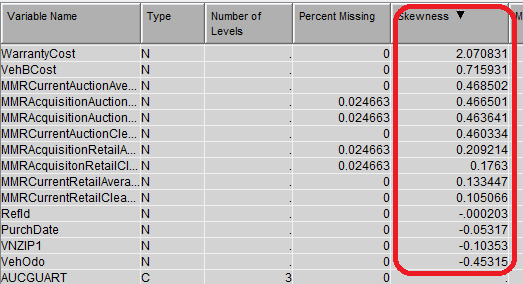 Variable Name Type Number of Levels Percent Missing Skewness ▼ M
WarrantyCost N . 0 2.070831
VehBCost N . 0 0.715931
MMRCurrentAuctionAve... N . 0 0.468502
MMRAcquisitionAuction... N . 0.024663 0.466501
MMRAcquisitionAuction... N . 0.024663 0.463641
MMRCurrentAuctionCle... N . 0 0.460334
MMRAcquisitionRetailA... N . 0.024663 0.209214
MMRAcquisitonRetailCl... N . 0.024663 0.1763
MMRCurrentRetailAvera... N . 0 0.133447
MMRCurrentRetailClea... N . 0 0.105066
RefId N . 0 -.000203
PurchDate N . 0 -0.05317
VNZIP1 N . 0 -0.10353
VehOdo N . 0 -0.45315
AUCGUART C 3 0 .